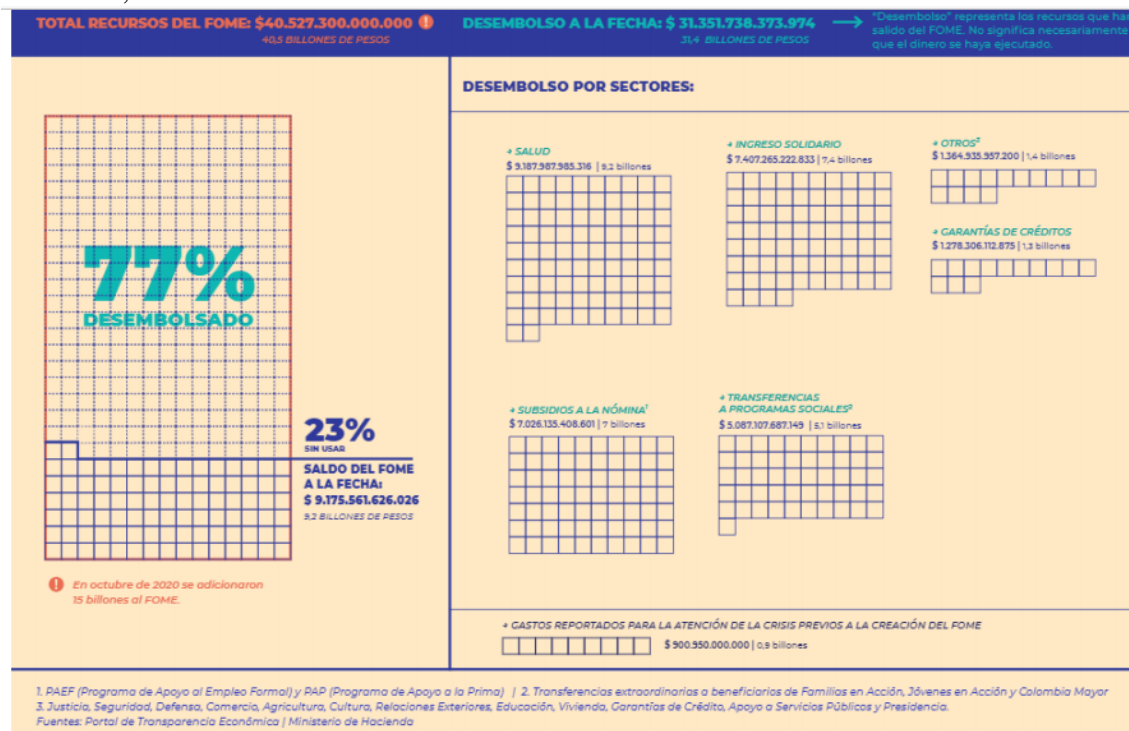 TOTAL RECURSOS DEL FOME: $40.527.300.000.000 !
40,5 BILLONES DE PESOS
DESEMBOLSO A LA FECHA: $ 31.351.738.373.974
31,4 BILLONES DE PESOS
"Desembolso" representa los recursos que han
salido del FOME. No significa necesariamente
que el dinero se haya ejecutado.
77%
DESEMBOLSADO
23%
SIN USAR
SALDO DEL FOME
A LA FECHA:
$ 9.175.561.626.026
9,2 BILLONES DE PESOS
! En octubre de 2020 se adicionaron
15 billones al FOME.
DESEMBOLSO POR SECTORES:
+ SALUD
$ 9.187.987.985.316 | 9,2 billones
+ INGRESO SOLIDARIO
$ 7.407.265.222.833 | 7,4 billones
+ OTROS³
$ 1.364.935.957.200 | 1,4 billones
+ GARANTÍAS DE CRÉDITOS
$ 1.278.306.112.875 | 1,3 billones
+ SUBSIDIOS A LA NÓMINA¹
$ 7.026.135.408.601 | 7 billones
+ TRANSFERENCIAS
A PROGRAMAS SOCIALES²
$ 5.087.107.687.149 | 5,1 billones
+ GASTOS REPORTADOS PARA LA ATENCIÓN DE LA CRISIS PREVIOS A LA CREACIÓN DEL FOME
$ 900.950.000.000 | 0,9 billones
1. PAEF (Programa de Apoyo al Empleo Formal) y PAP (Programa de Apoyo a la Prima) | 2. Transferencias extraordinarias a beneficiarios de Familias en Acción, Jóvenes en Acción y Colombia Mayor
3. Justicia, Seguridad, Defensa, Comercio, Agricultura, Cultura, Relaciones Exteriores, Educación, Vivienda, Garantías de Crédito, Apoyo a Servicios Públicos y Presidencia.
Fuentes: Portal de Transparencia Económica | Ministerio de Hacienda